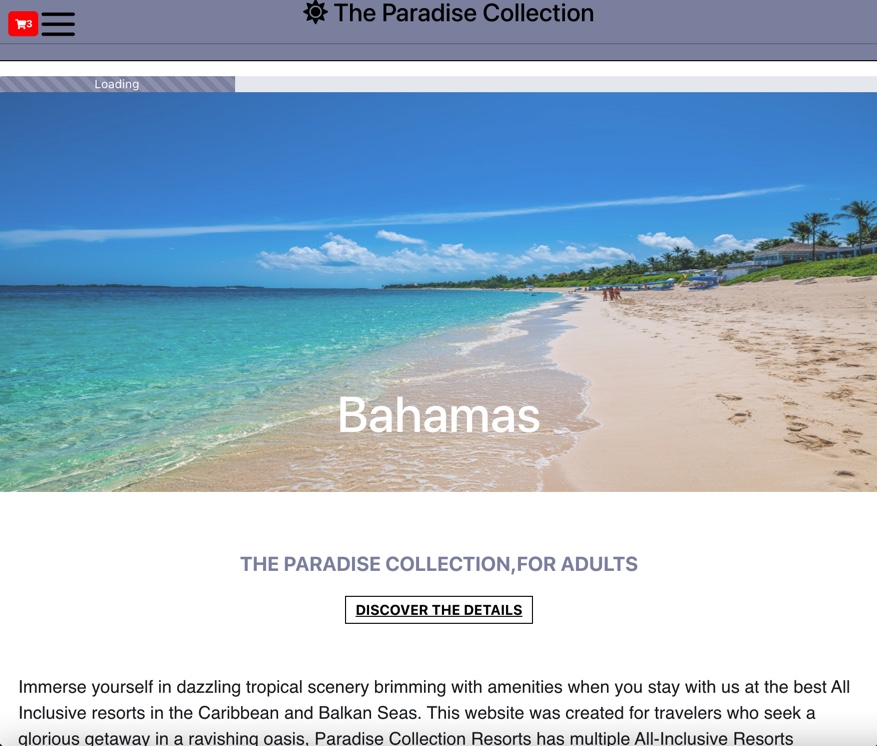 3
The Paradise Collection
Loading
Bahamas
THE PARADISE COLLECTION,FOR ADULTS
DISCOVER THE DETAILS
Immerse yourself in dazzling tropical scenery brimming with amenities when you stay with us at the best All
Inclusive resorts in the Caribbean and Balkan Seas. This website was created for travelers who seek a
glorious getaway in a ravishing oasis, Paradise Collection Resorts has multiple All-Inclusive Resorts